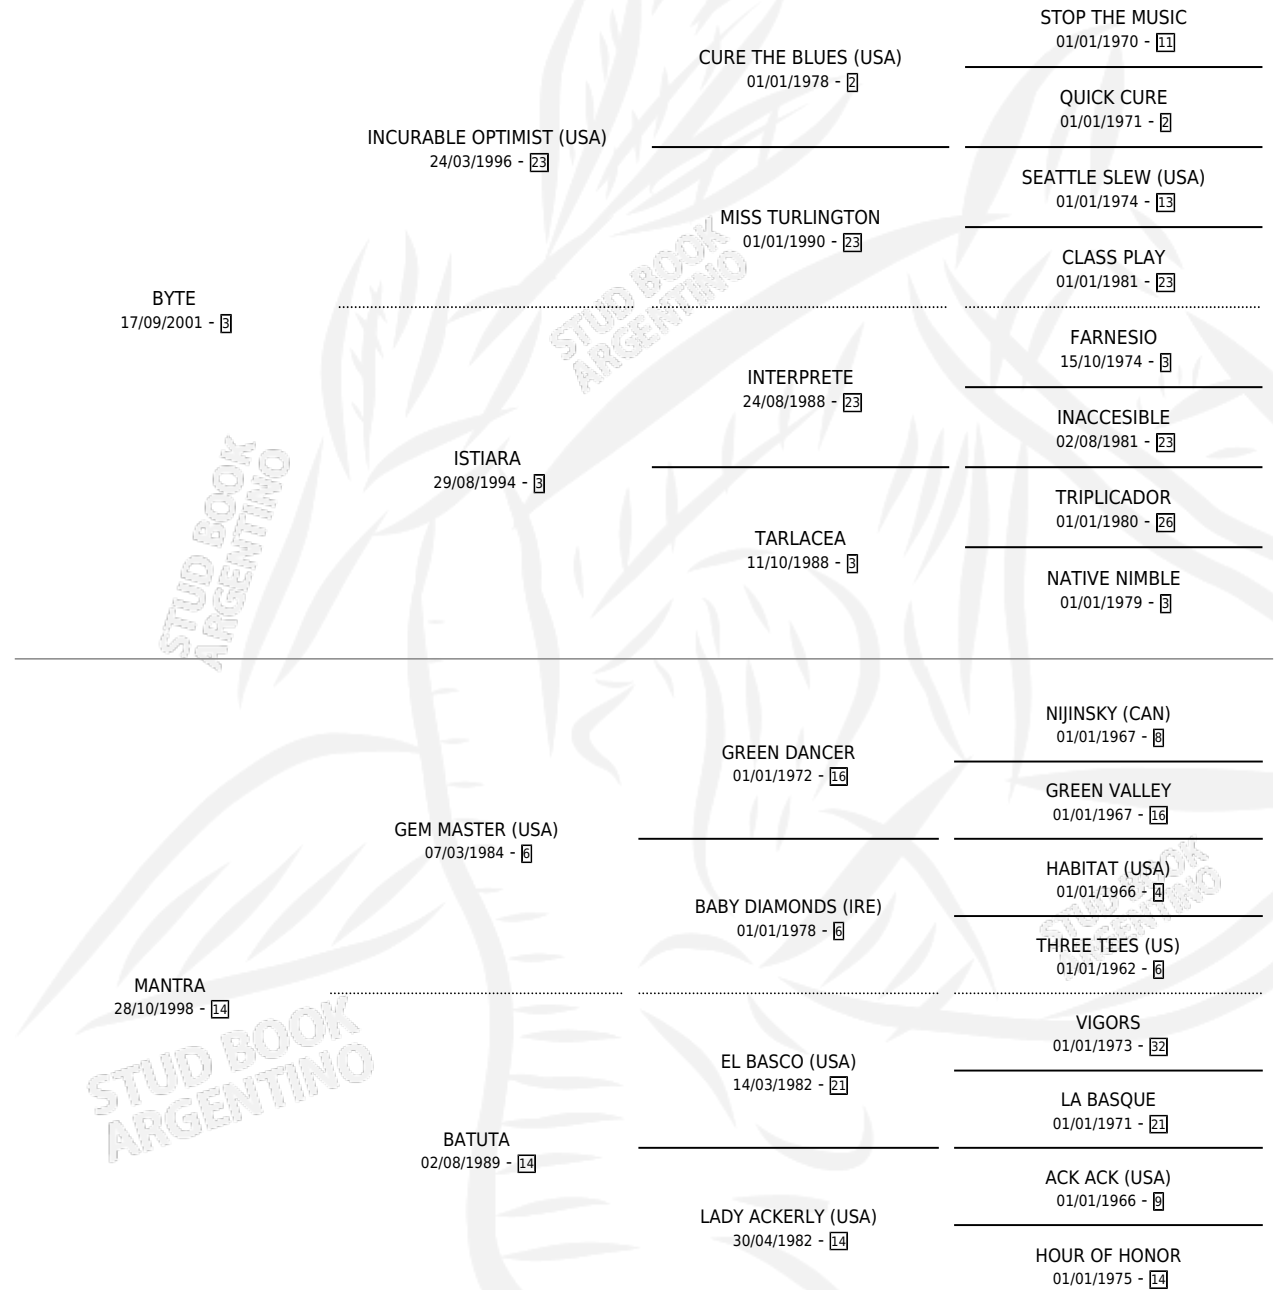 STOP THE MUSIC
01/01/1970 - 11
CURE THE BLUES (USA)
01/01/1978 - 2
QUICK CURE
01/01/1971 - 2
INCURABLE OPTIMIST (USA)
24/03/1996 - 23
SEATTLE SLEW (USA)
01/01/1974 - 13
MISS TURLINGTON
01/01/1990 - 23
CLASS PLAY
01/01/1981 - 23
BYTE
17/09/2001 - 3
FARNESIO
15/10/1974 - 3
INTERPRETE
24/08/1988 - 23
INACCESIBLE
02/08/1981 - 23
ISTIARA
29/08/1994 - 3
TRIPLICADOR
01/01/1980 - 26
TARLACEA
11/10/1988 - 3
NATIVE NIMBLE
01/01/1979 - 3
NIJINSKY (CAN)
01/01/1967 - 8
GREEN DANCER
01/01/1972 - 16
GREEN VALLEY
01/01/1967 - 16
GEM MASTER (USA)
07/03/1984 - 6
HABITAT (USA)
01/01/1966 - 4
BABY DIAMONDS (IRE)
01/01/1978 - 6
THREE TEES (US)
01/01/1962 - 6
MANTRA
28/10/1998 - 14
VIGORS
01/01/1973 - 32
EL BASCO (USA)
14/03/1982 - 21
LA BASQUE
01/01/1971 - 21
BATUTA
02/08/1989 - 14
ACK ACK (USA)
01/01/1966 - 9
LADY ACKERLY (USA)
30/04/1982 - 14
HOUR OF HONOR
01/01/1975 - 14
STUD BOOK
ARGENTINO
STUD BOOK
ARGENTINO
STUD BOOK
ARGENTINO
STUD BOOK
ARGENTINO